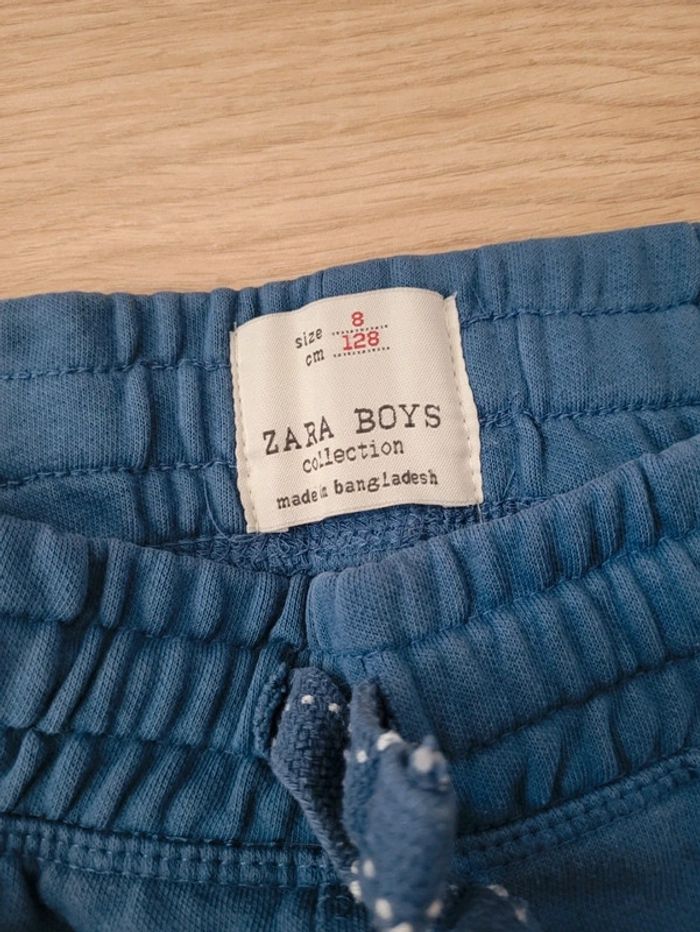 size 8
cm 128
ZARA BOYS
collection
made in bangladesh